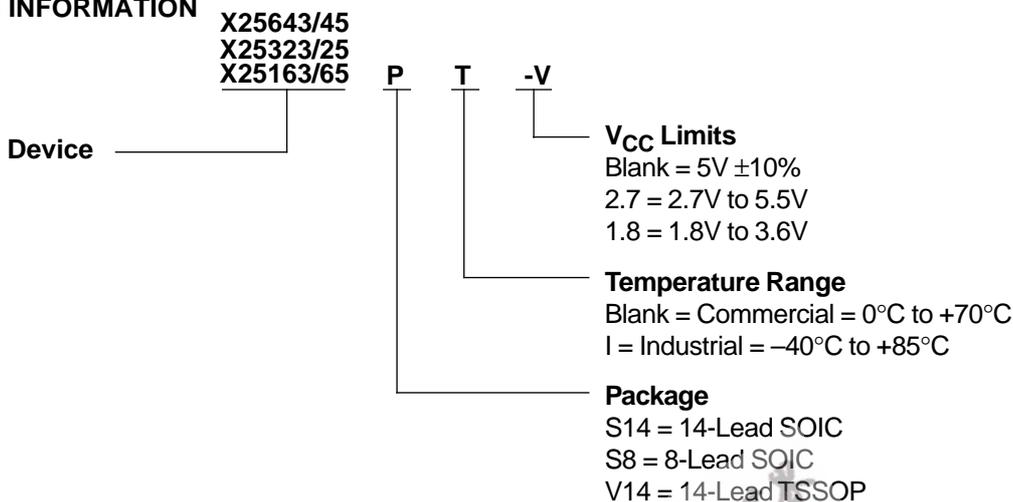 INFORMATION
X25643/45
X25323/25
X25163/65 P T -V
Device
VCC Limits
Blank = 5V ±10%
2.7 = 2.7V to 5.5V
1.8 = 1.8V to 3.6V
Temperature Range
Blank = Commercial = 0°C to +70°C
I = Industrial = –40°C to +85°C
Package
S14 = 14-Lead SOIC
S8 = 8-Lead SOIC
V14 = 14-Lead TSSOP